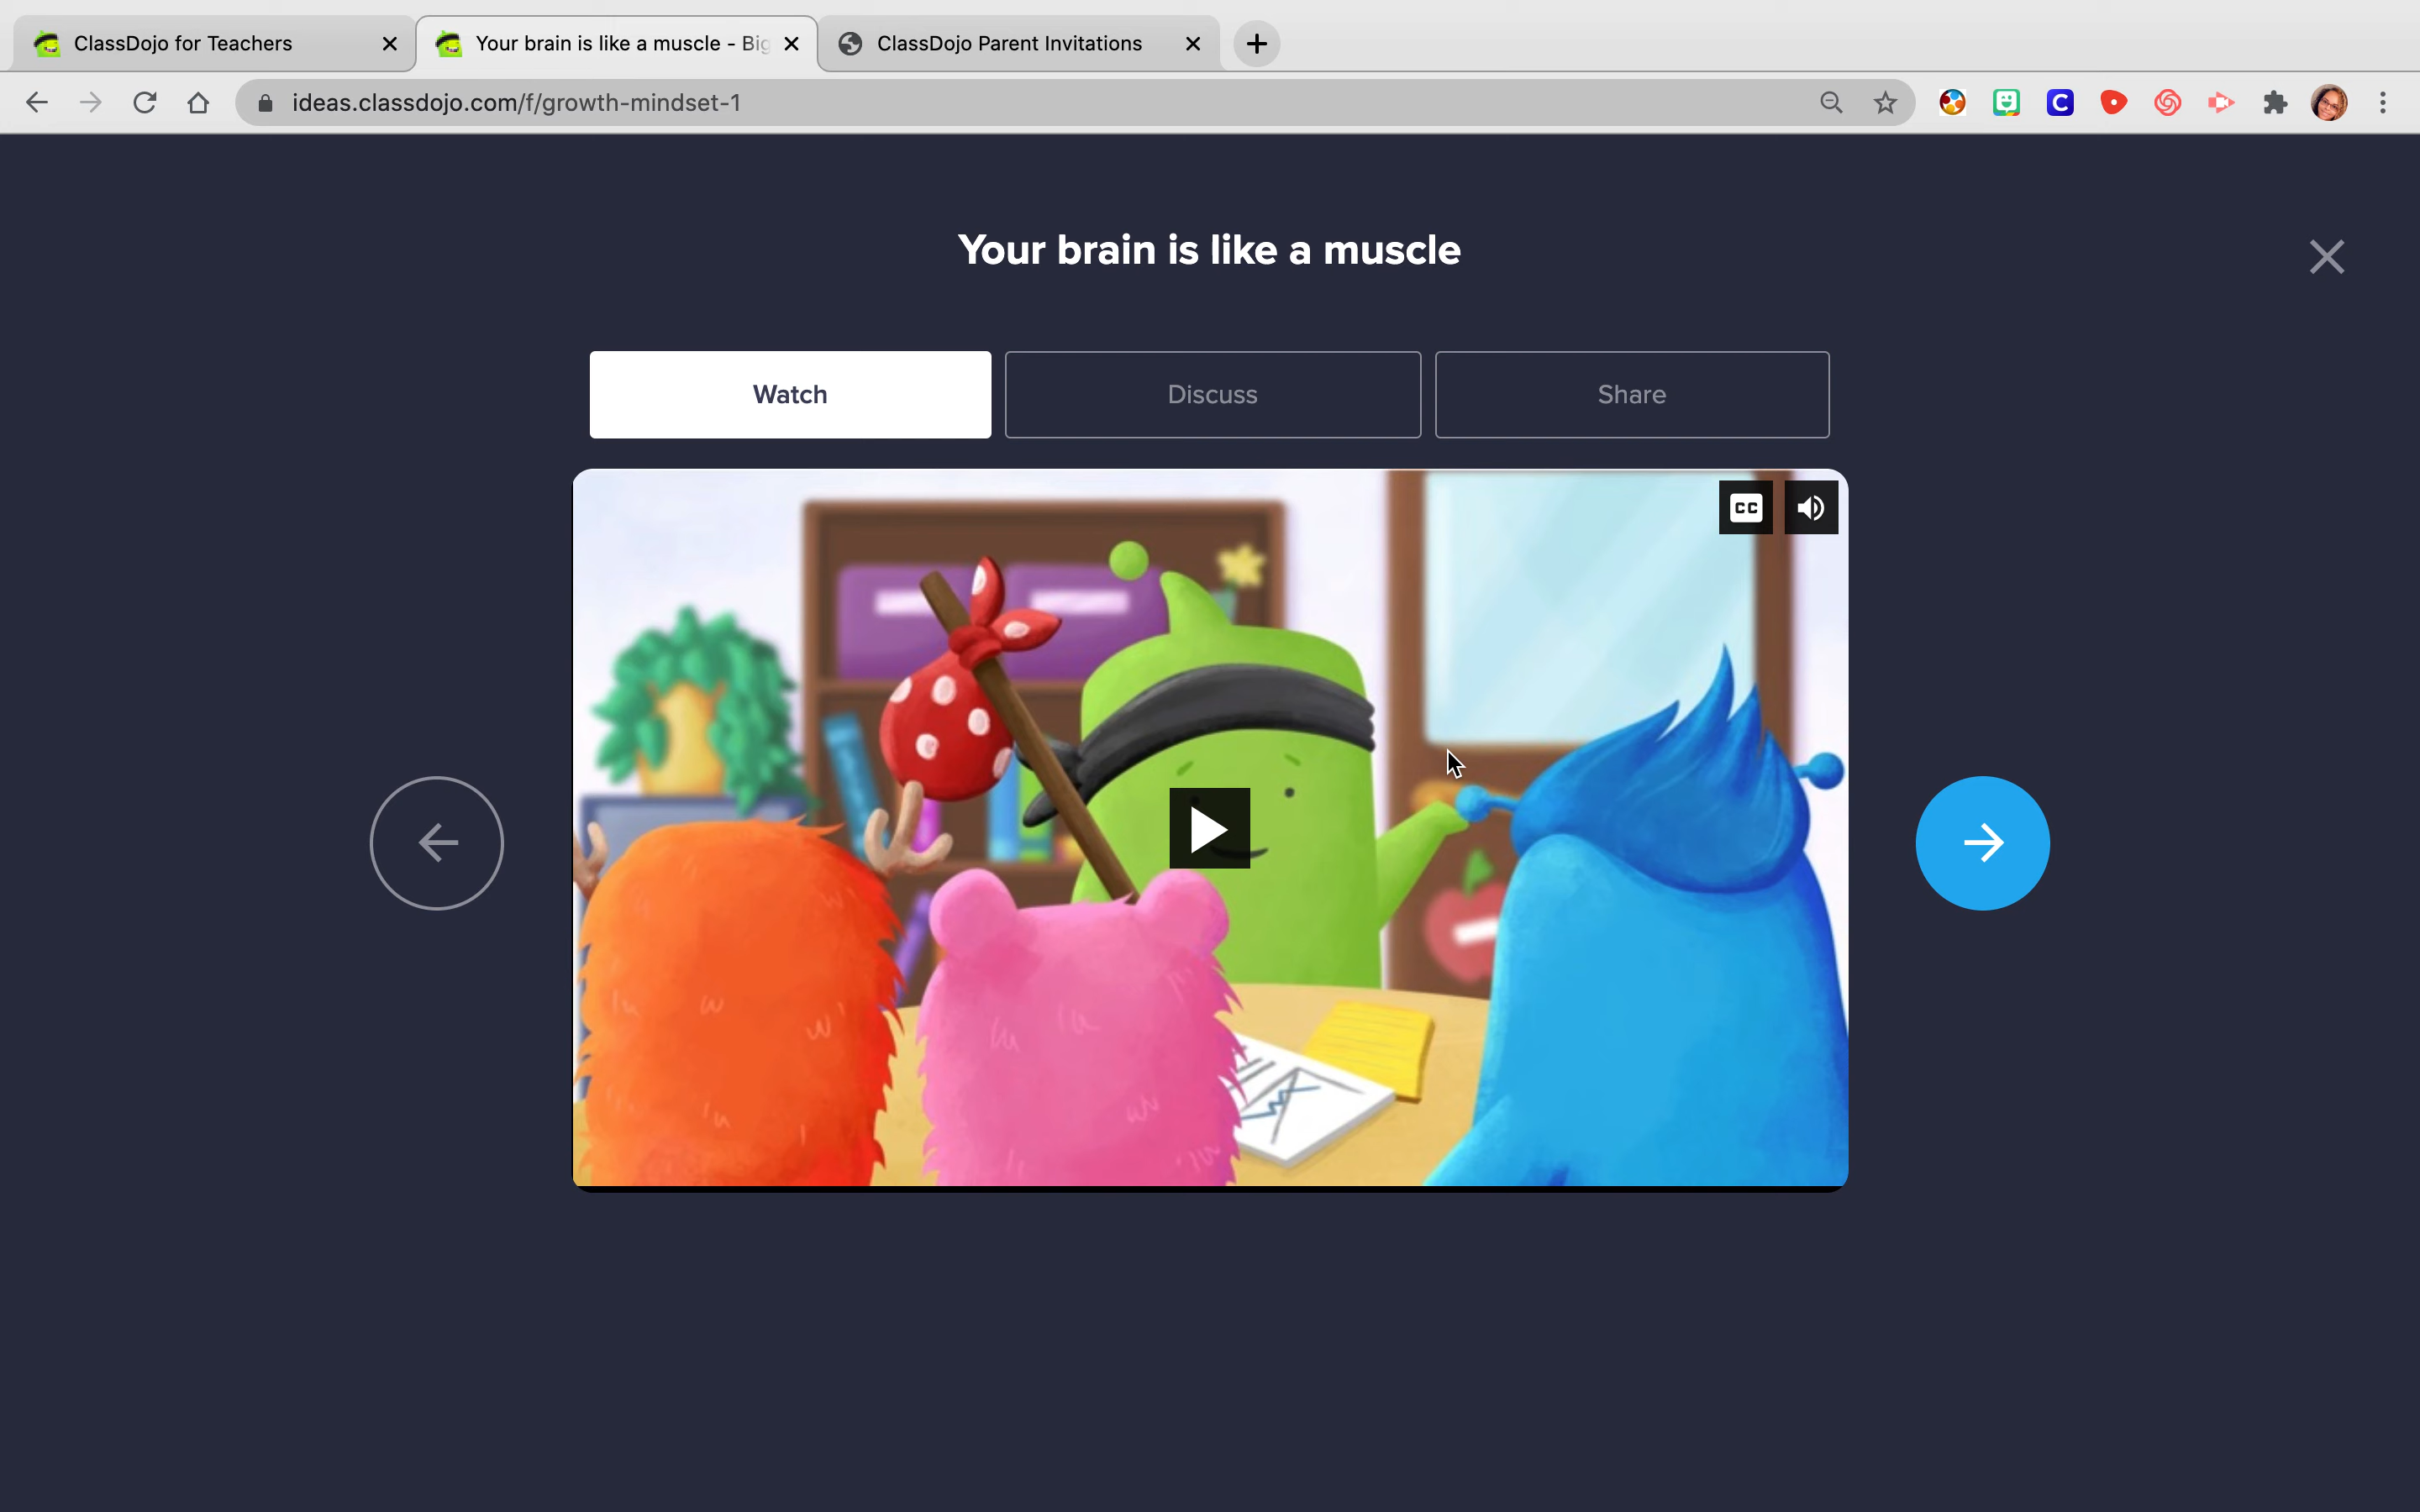 ClassDojo for Teachers
Your brain is like a muscle - Big
ClassDojo Parent Invitations
ideas.classdojo.com/f/growth-mindset-1
C
Your brain is like a muscle
Watch
Discuss
Share
CC